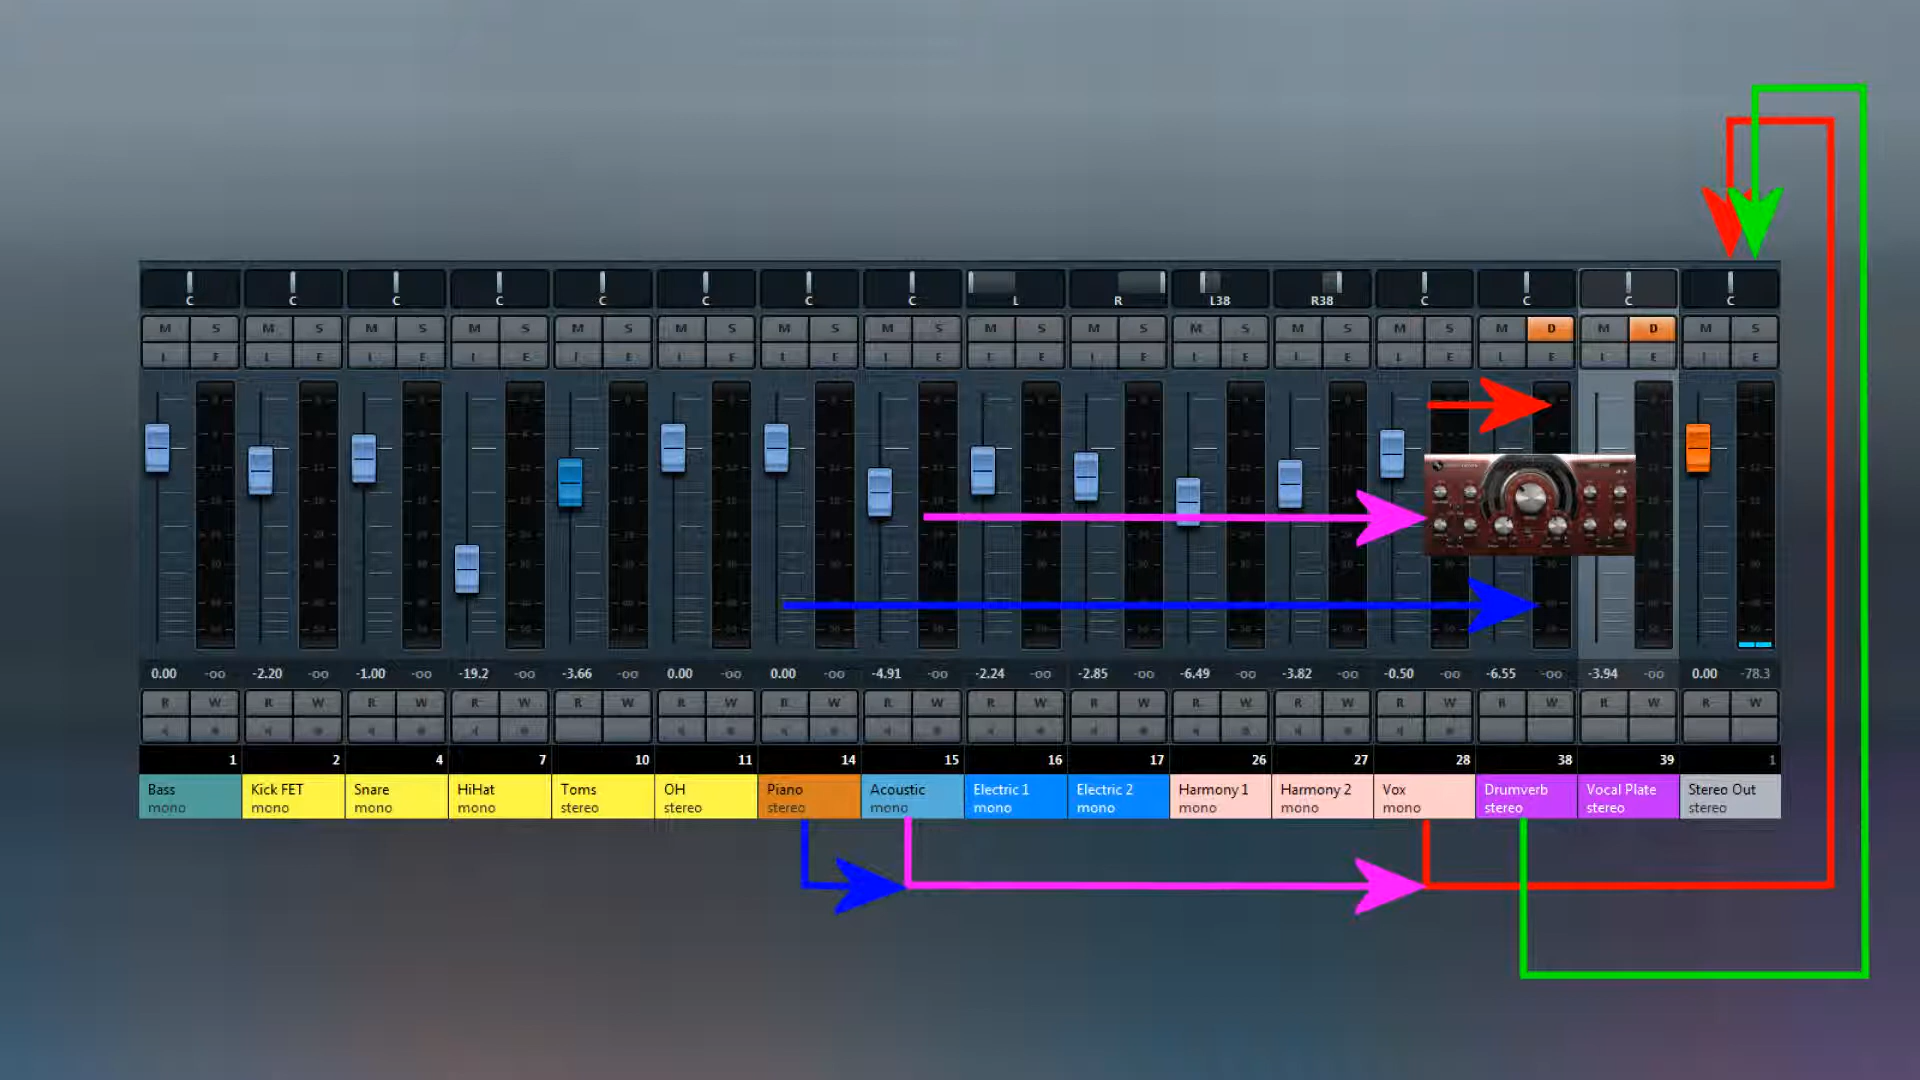 C C C C C C C C L R L38 R38 C C C C
M S M S M S M S M S M S M S M S M S M S M S M S M S M D M D M S
E E E E E E E E E E E E E E E E
0.00 -oo -2.20 -oo -1.00 -oo -19.2 -oo -3.66 -oo 0.00 -oo 0.00 -oo -4.91 -oo -2.24 -oo -2.85 -oo -6.49 -oo -3.82 -oo -0.50 -oo -6.55 -oo -3.94 -oo 0.00 -78.3
R W R W R W R W R W R W R W R W R W R W R W R W R W R W R W R W
1 2 4 7 10 11 14 15 16 17 26 27 28 38 39 1
Bass Kick FET Snare HiHat Toms OH Piano Acoustic Electric 1 Electric 2 Harmony 1 Harmony 2 Vox Drumverb Vocal Plate Stereo Out
mono mono mono mono stereo stereo stereo mono mono mono mono mono mono stereo stereo stereo